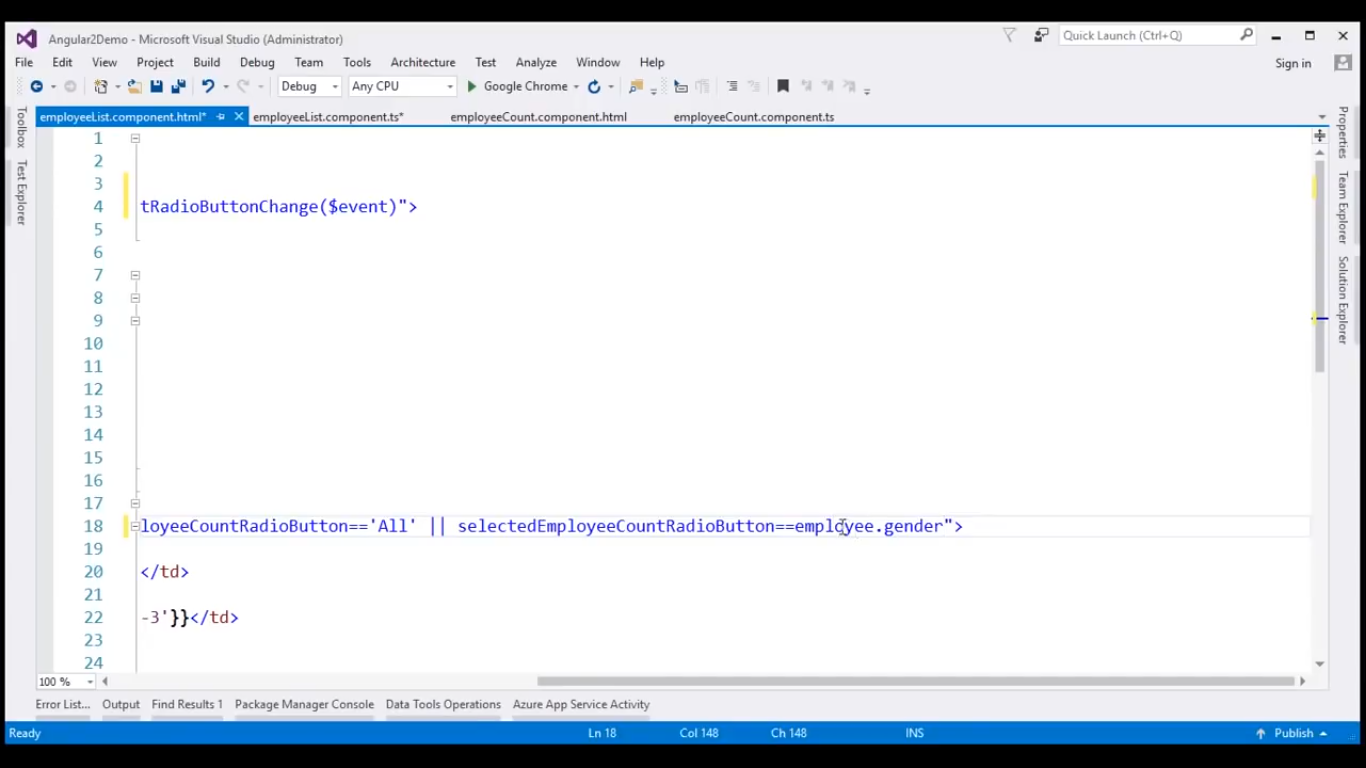 Angular2Demo - Microsoft Visual Studio (Administrator)
Quick Launch (Ctrl+Q)
File Edit View Project Build Debug Team Tools Architecture Test Analyze Window Help
Sign in
Debug Any CPU Google Chrome
employeeList.component.html* employeeList.component.ts* employeeCount.component.html employeeCount.component.ts
Toolbox
Test Explorer
Properties
Team Explorer
Solution Explorer
1
2
3
4 tRadioButtonChange($event)">
5
6
7
8
9
10
11
12
13
14
15
16
17
18 loyeeCountRadioButton=='All' || selectedEmployeeCountRadioButton==employee.gender">
19
20 </td>
21
22 -3'}}</td>
23
24
100 %
Error List... Output Find Results 1 Package Manager Console Data Tools Operations Azure App Service Activity
Ready Ln 18 Col 148 Ch 148 INS Publish